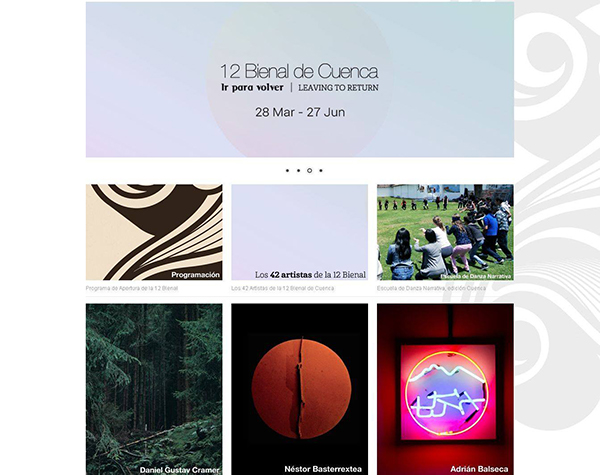 12 Bienal de Cuenca
Ir para volver | LEAVING TO RETURN
28 Mar - 27 Jun
Programación
Los 42 artistas de la 12 Bienal
Escuela de Danza Narrativa
Programa de Apertura de la 12 Bienal
Los 42 Artistas de la 12 Bienal de Cuenca
Escuela de Danza Narrativa, edición Cuenca
Daniel Gustav Cramer
Néstor Basterrextea
Adrián Balseca